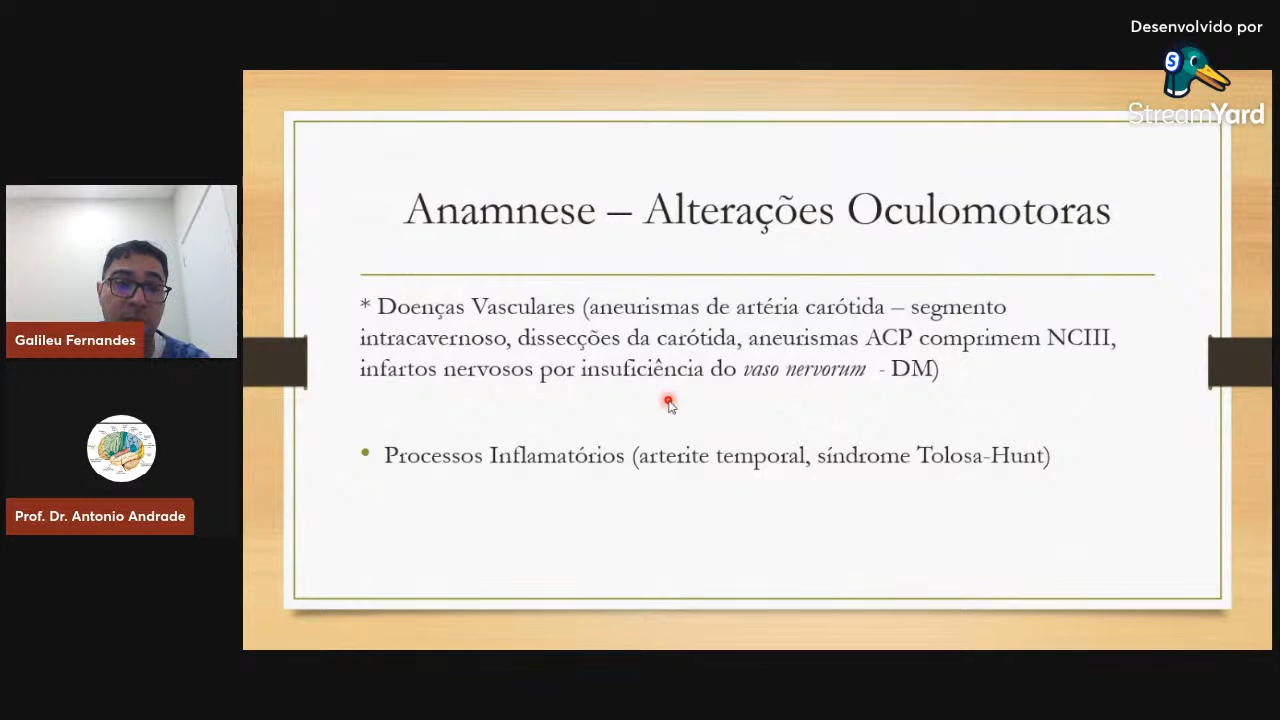 Desenvolvido por
S
StreamYard
Anamnese – Alterações Oculomotoras
* Doenças Vasculares (aneurismas de artéria carótida – segmento
intracavernoso, dissecções da carótida, aneurismas ACP comprimem NCIII,
infartos nervosos por insuficiência do vaso nervorum - DM)
• Processos Inflamatórios (arterite temporal, síndrome Tolosa-Hunt)
Galileu Fernandes
Prof. Dr. Antonio Andrade